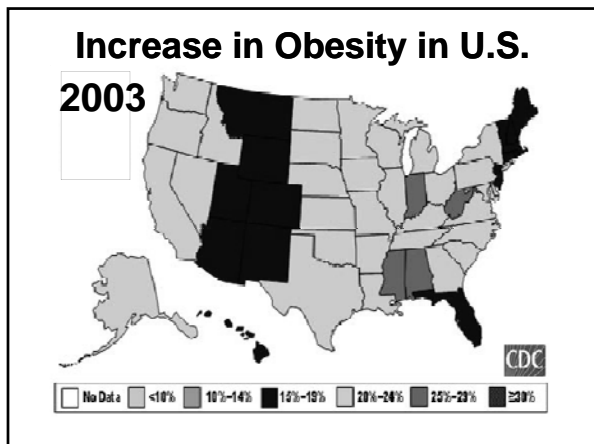 Increase in Obesity in U.S.
2003
CDC
No Data <10% 10%–14% 15%–19% 20%–24% 25%–29% ≥30%